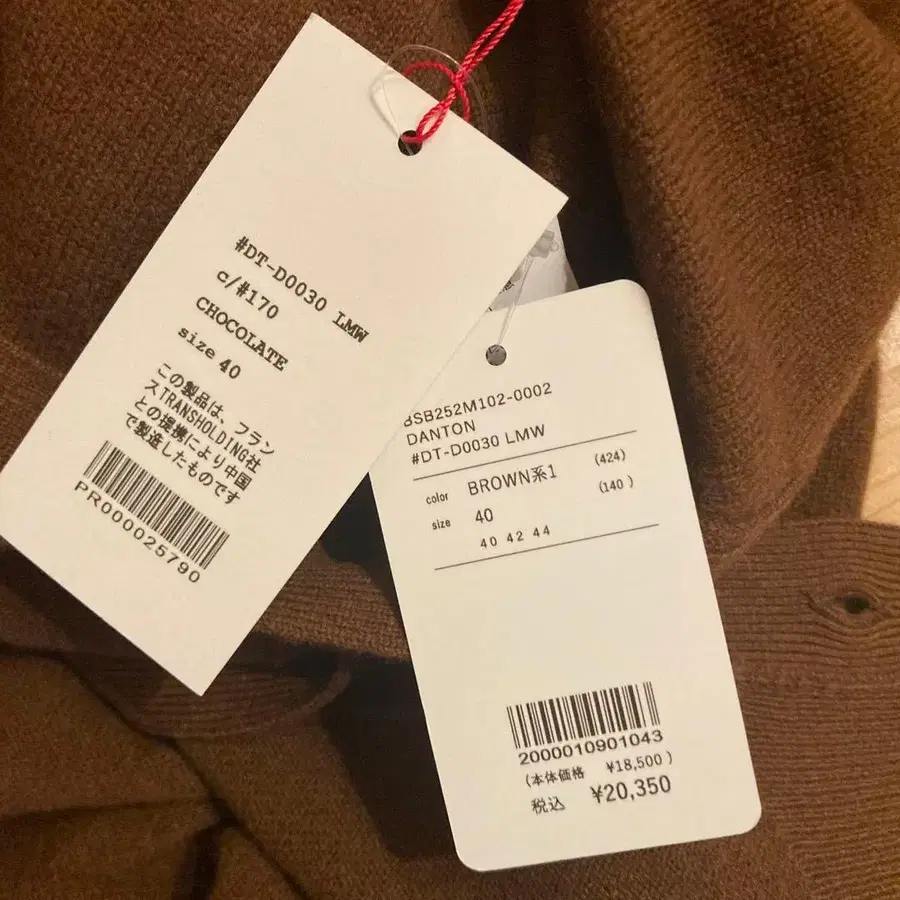 #DT-D0030 LMW
c/#170
CHOCOLATE
size 40
この製品は、フラン
スTRANSHOLDING社
との提携により中国
で製造したものです
PR000025790
BSB252M102-0002
DANTON
#DT-D0030 LMW
color BROWN系1 (424)
size 40 (140 )
40 42 44
2000010901043
(本体価格 ¥18,500 )
税込 ¥20,350